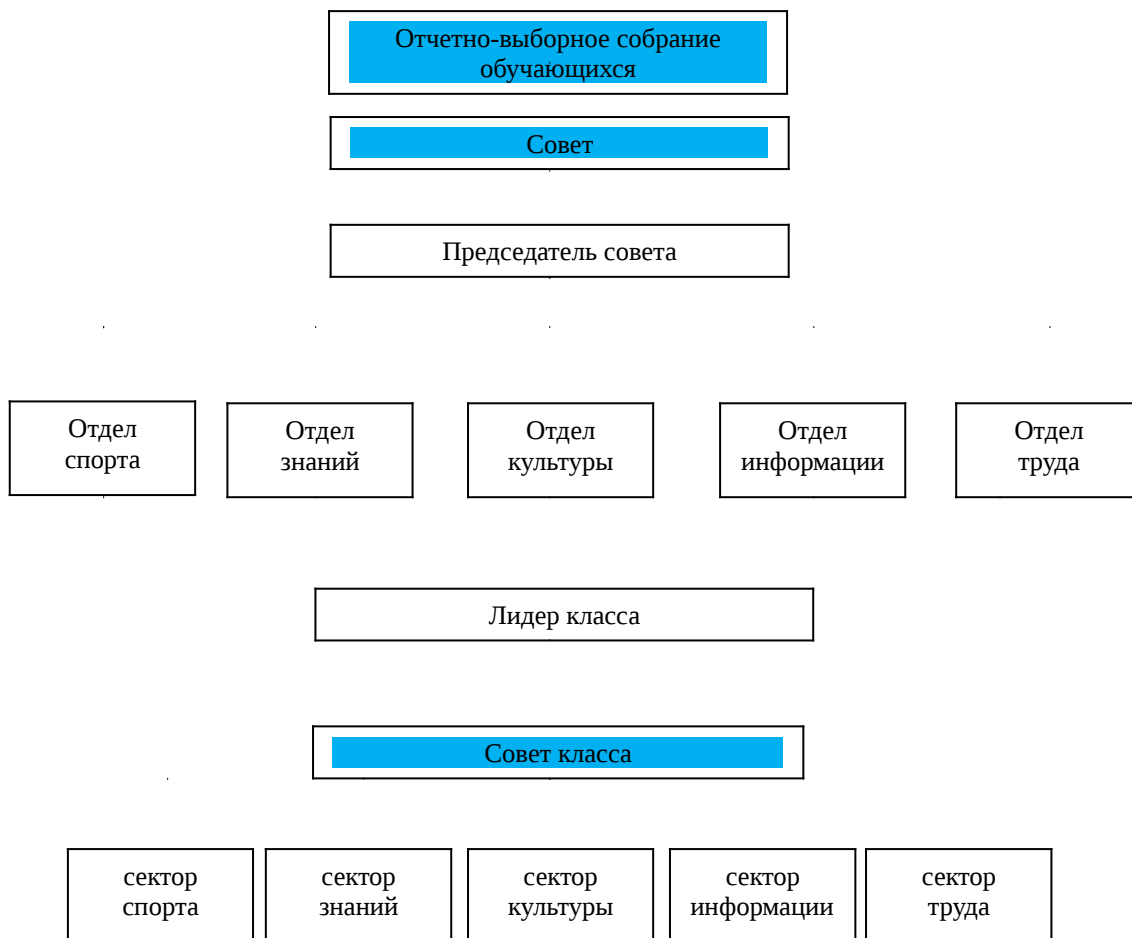 Отчетно-выборное собрание
обучающихся
Совет
Председатель совета
Отдел
спорта
Отдел
знаний
Отдел
культуры
Отдел
информации
Отдел
труда
Лидер класса
Совет класса
сектор
спорта
сектор
знаний
сектор
культуры
сектор
информации
сектор
труда